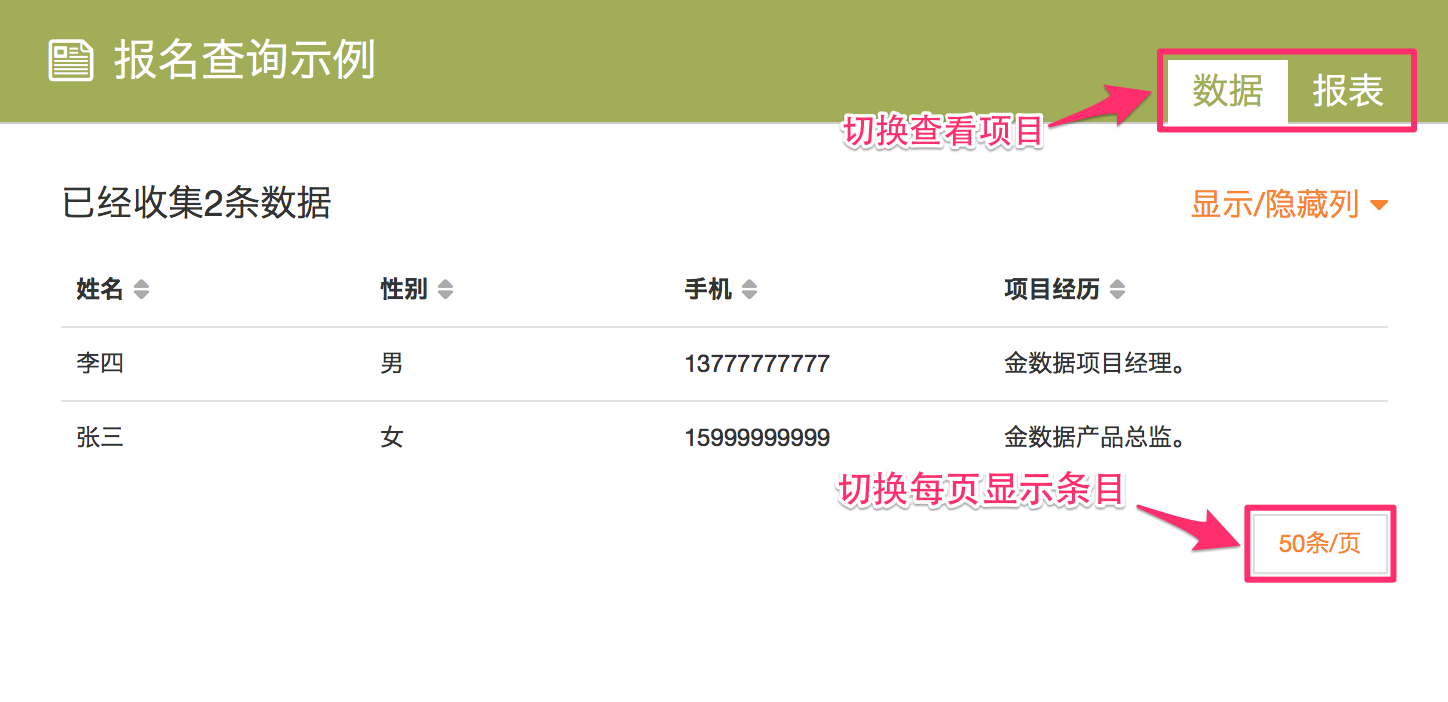 报名查询示例
数据 报表
切换查看项目
已经收集2条数据 显示/隐藏列
姓名 性别 手机 项目经历
李四 男 13777777777 金数据项目经理。
张三 女 15999999999 金数据产品总监。
切换每页显示条目
50条/页